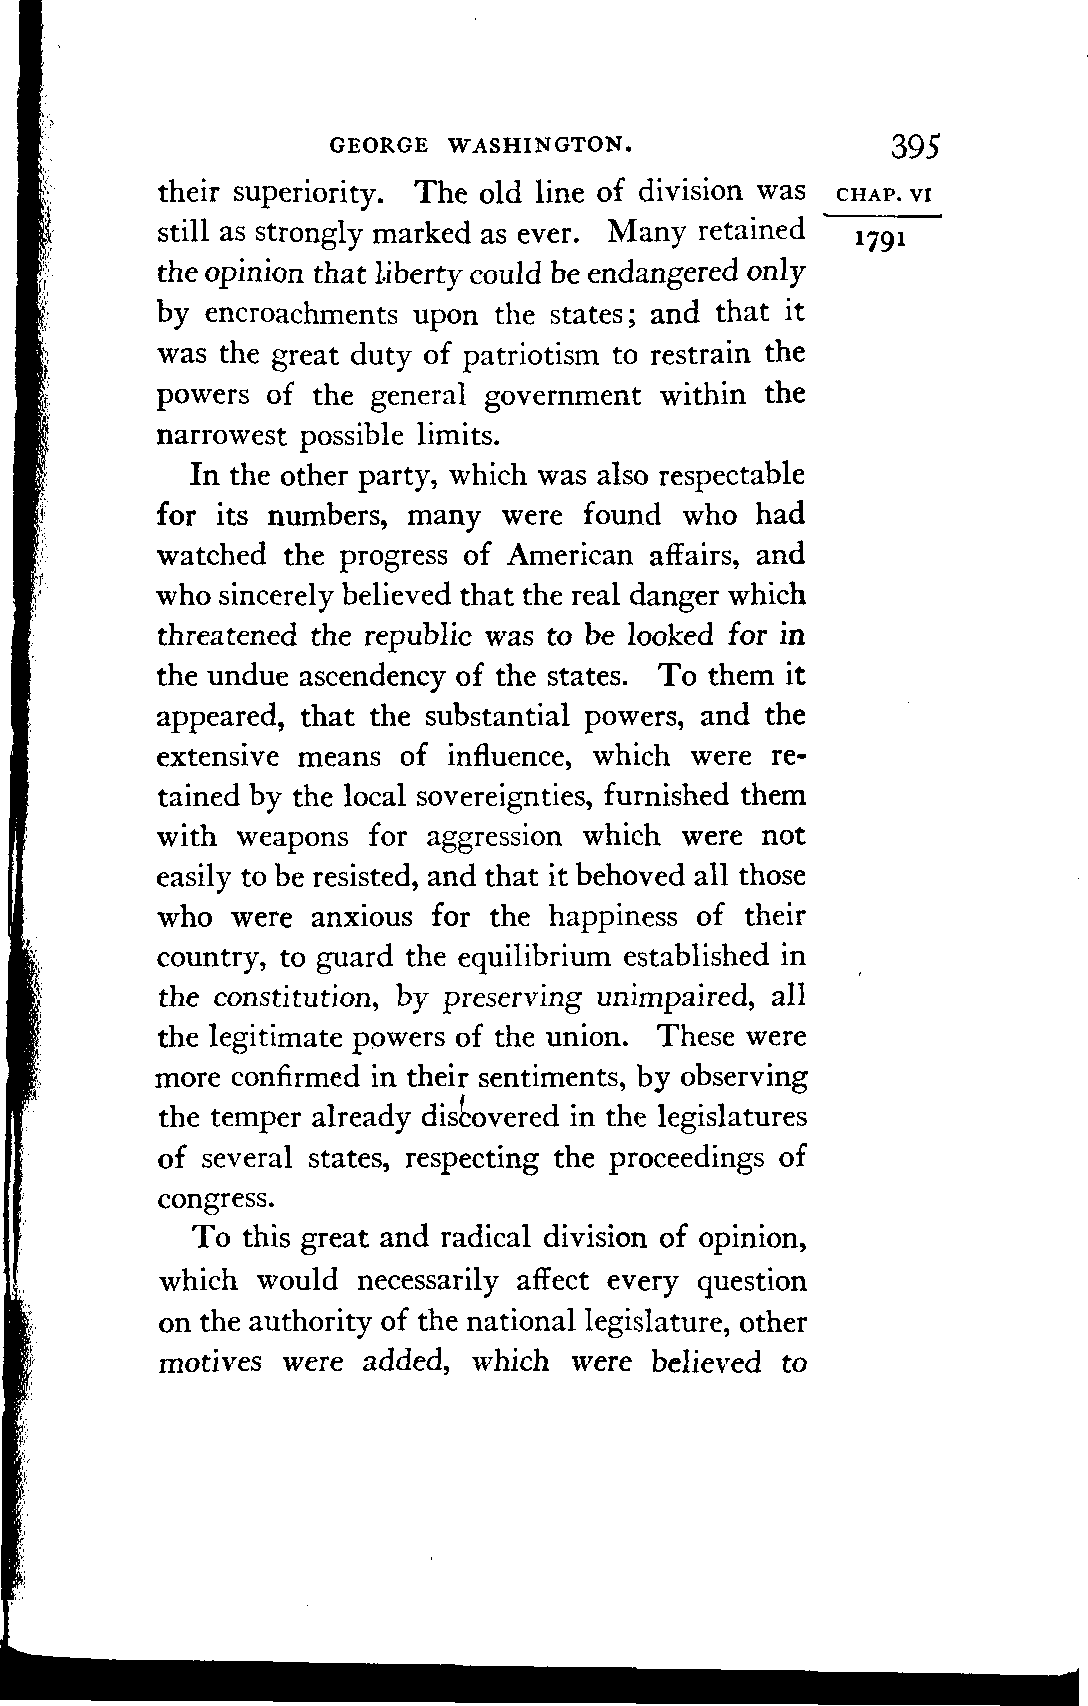 GEORGE WASHINGTON. 395
CHAP. VI
1791
their superiority. The old line of division was
still as strongly marked as ever. Many retained
the opinion that liberty could be endangered only
by encroachments upon the states; and that it
was the great duty of patriotism to restrain the
powers of the general government within the
narrowest possible limits.
In the other party, which was also respectable
for its numbers, many were found who had
watched the progress of American affairs, and
who sincerely believed that the real danger which
threatened the republic was to be looked for in
the undue ascendency of the states. To them it
appeared, that the substantial powers, and the
extensive means of influence, which were re-
tained by the local sovereignties, furnished them
with weapons for aggression which were not
easily to be resisted, and that it behoved all those
who were anxious for the happiness of their
country, to guard the equilibrium established in
the constitution, by preserving unimpaired, all
the legitimate powers of the union. These were
more confirmed in their sentiments, by observing
the temper already discovered in the legislatures
of several states, respecting the proceedings of
congress.
To this great and radical division of opinion,
which would necessarily affect every question
on the authority of the national legislature, other
motives were added, which were believed to